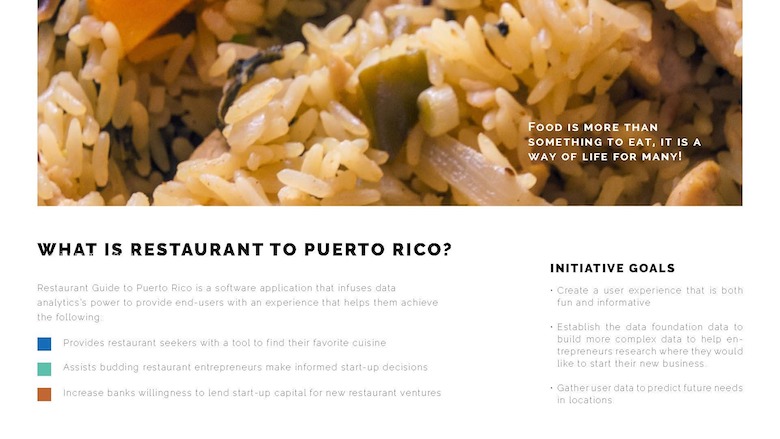 Food is more than
something to eat, it is a
way of life for many!
WHAT IS RESTAURANT TO PUERTO RICO?
Restaurant Guide to Puerto Rico is a software application that infuses data
analytics's power to provide end-users with an experience that helps them achieve
the following:
Provides restaurant seekers with a tool to find their favorite cuisine
Assists budding restaurant entrepreneurs make informed start-up decisions
Increase banks willingness to lend start-up capital for new restaurant ventures
INITIATIVE GOALS
• Create a user experience that is both
fun and informative
• Establish the data foundation data to
build more complex data to help en-
trepreneurs research where they would
like to start their new business.
• Gather user data to predict future needs
in locations